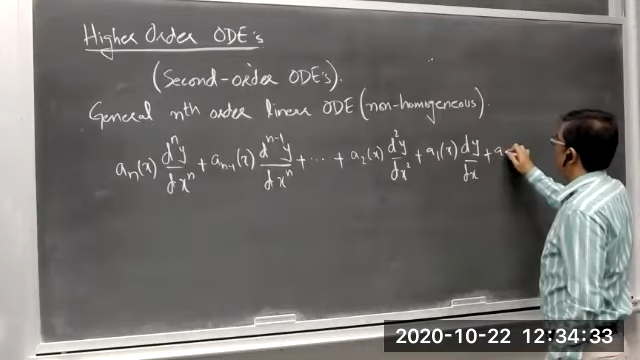 Higher Order ODE's
(Second-order ODE's).
General nth order linear ODE (non-homogeneous).
aₙ(x) dⁿy/dxⁿ + aₙ₋₁(x) dⁿ⁻¹y/dxⁿ + ... + a₂(x) d²y/dx² + a₁(x) dy/dx + a
2020-10-22 12:34:33